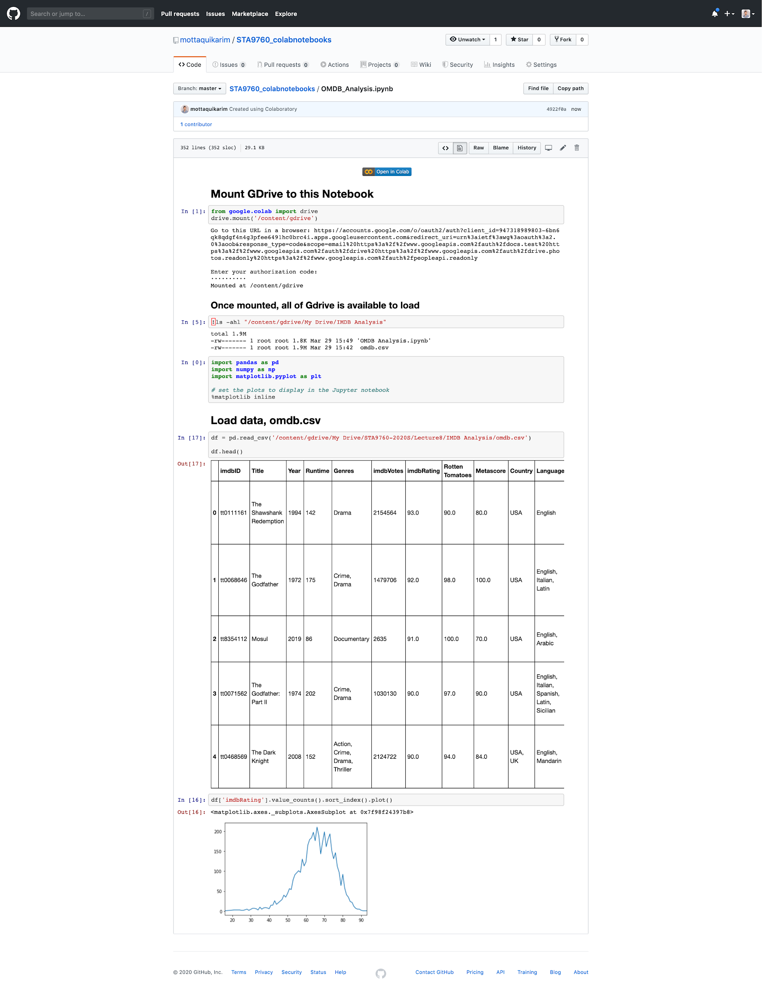 Search or jump to... /
Pull requests Issues Marketplace Explore
mottaquikarim / STA9760_colabnotebooks
Unwatch 1 Star 0 Fork 0
Code Issues 0 Pull requests 0 Actions Projects 0 Wiki Security Insights Settings
Branch: master STA9760_colabnotebooks / OMDB_Analysis.ipynb Find file Copy path
mottaquikarim Created using Colaboratory 4922f0a now
1 contributor
352 lines (352 sloc) 29.1 KB Raw Blame History
Open in Colab
Mount GDrive to this Notebook
In [1]: from google.colab import drive
drive.mount('/content/gdrive')
Go to this URL in a browser: https://accounts.google.com/o/oauth2/auth?client_id=947318989803-6bn6
qk8qdgf4n4g3pfee6491hc0brc4i.apps.googleusercontent.com&redirect_uri=urn%3aietf%3awg%3aoauth%3a2.
0%3aoob&response_type=code&scope=email%20https%3a%2f%2fwww.googleapis.com%2fauth%2fdocs.test%20htt
ps%3a%2f%2fwww.googleapis.com%2fauth%2fdrive%20https%3a%2f%2fwww.googleapis.com%2fauth%2fdrive.pho
tos.readonly%20https%3a%2f%2fwww.googleapis.com%2fauth%2fpeopleapi.readonly
Enter your authorization code:
··········
Mounted at /content/gdrive
Once mounted, all of Gdrive is available to load
In [5]: !ls -ahl "/content/gdrive/My Drive/IMDB Analysis"
total 1.9M
-rw------- 1 root root 1.8K Mar 29 15:49 'OMDB Analysis.ipynb'
-rw------- 1 root root 1.9M Mar 29 15:42  omdb.csv
In [0]: import pandas as pd
import numpy as np
import matplotlib.pyplot as plt
# set the plots to display in the Jupyter notebook
%matplotlib inline
Load data, omdb.csv
In [17]: df = pd.read_csv('/content/gdrive/My Drive/STA9760-2020S/Lecture8/IMDB Analysis/omdb.csv')
df.head()
Out[17]:
imdbID Title Year Runtime Genres imdbVotes imdbRating Rotten Tomatoes Metascore Country Language
0 tt0111161 The Shawshank Redemption 1994 142 Drama 2154564 93.0 90.0 80.0 USA English
1 tt0068646 The Godfather 1972 175 Crime, Drama 1479706 92.0 98.0 100.0 USA English, Italian, Latin
2 tt8354112 Mosul 2019 86 Documentary 2635 91.0 100.0 70.0 USA English, Arabic
3 tt0071562 The Godfather: Part II 1974 202 Crime, Drama 1030130 90.0 97.0 90.0 USA English, Italian, Spanish, Latin, Sicilian
4 tt0468569 The Dark Knight 2008 152 Action, Crime, Drama, Thriller 2124722 90.0 94.0 84.0 USA, UK English, Mandarin
In [16]: df['imdbRating'].value_counts().sort_index().plot()
Out[16]: <matplotlib.axes._subplots.AxesSubplot at 0x7f98f24397b8>
200
150
100
50
0
20 30 40 50 60 70 80 90
© 2020 GitHub, Inc. Terms Privacy Security Status Help Contact GitHub Pricing API Training Blog About